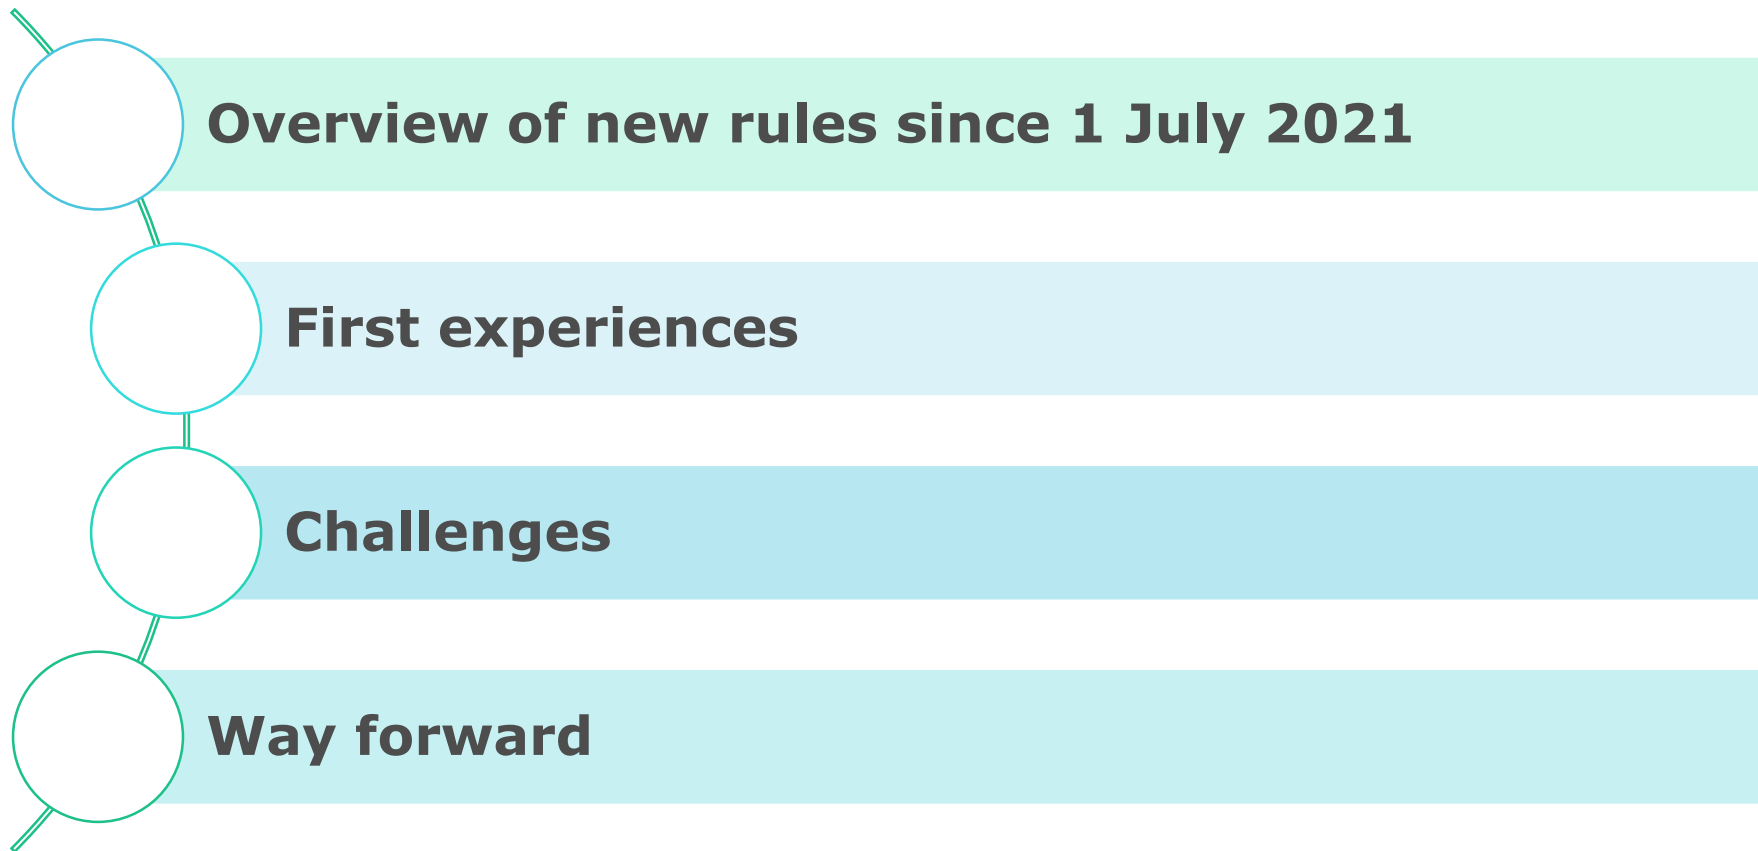 Overview of new rules since 1 July 2021
First experiences
Challenges
Way forward